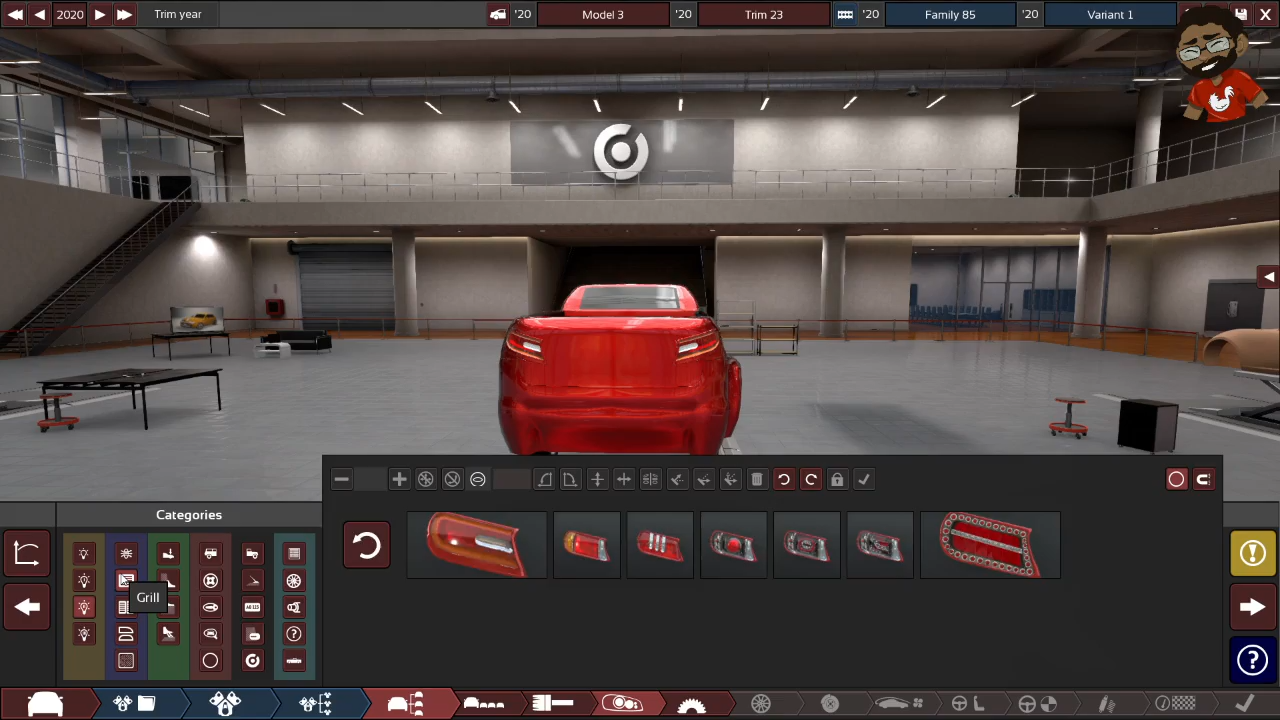 2020
Trim year
'20
Model 3
'20
Trim 23
'20
Family 85
'20
Variant 1
Categories
Grill